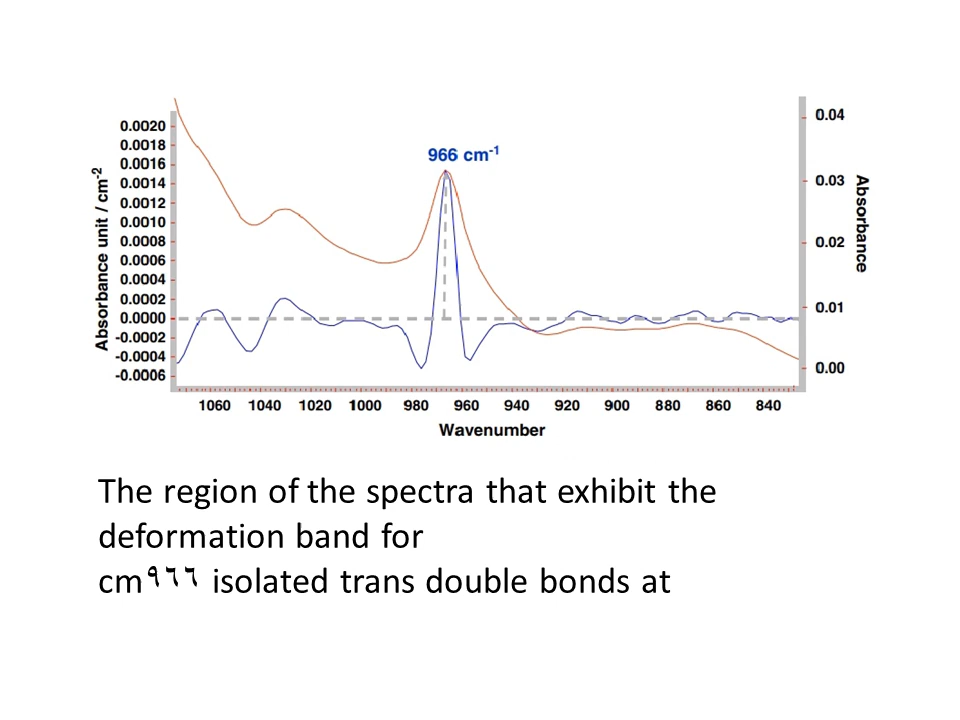 966 cm-1
0.0020
0.0018
0.0016
0.0014
0.0012
0.0010
0.0008
0.0006
0.0004
0.0002
0.0000
-0.0002
-0.0004
-0.0006
Absorbance unit / cm-2
0.04
0.03
0.02
0.01
0.00
Absorbance
1060 1040 1020 1000 980 960 940 920 900 880 860 840
Wavenumber
The region of the spectra that exhibit the
deformation band for
cm٩٦٦ isolated trans double bonds at